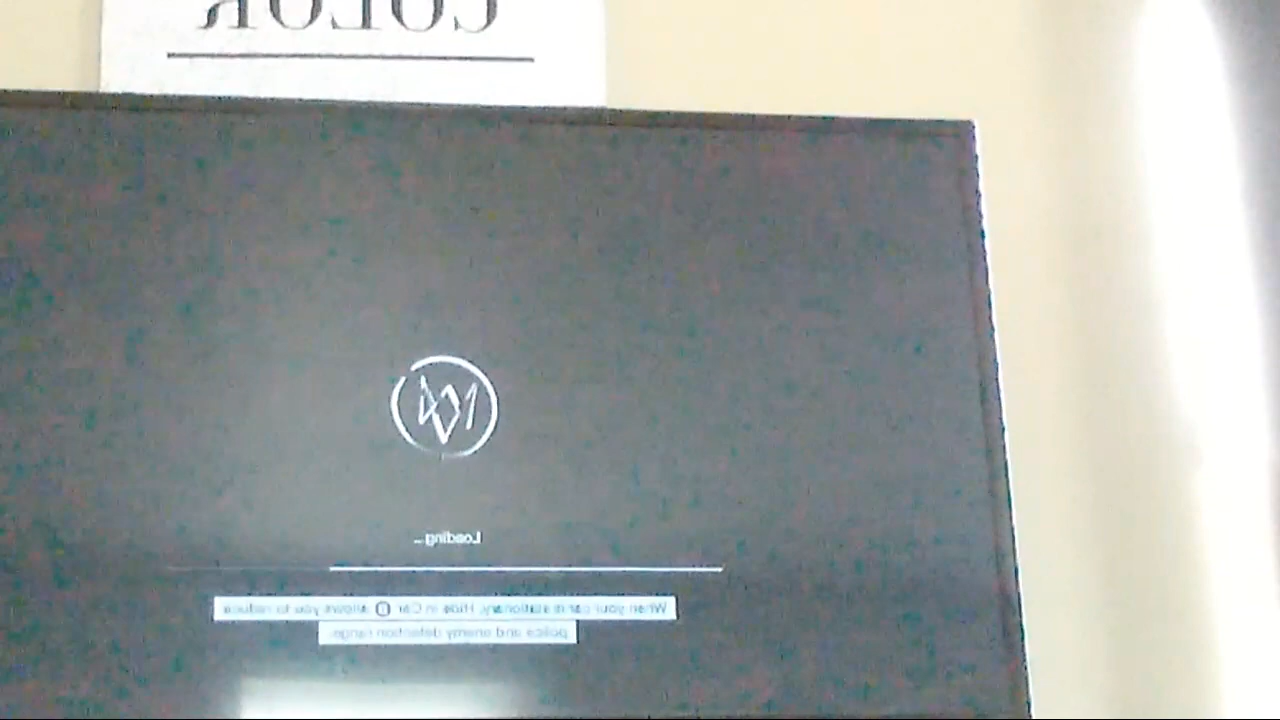 COLOR
Loading...
When your car is stationary, Hide in Car allows you to reduce
police and enemy detection range.